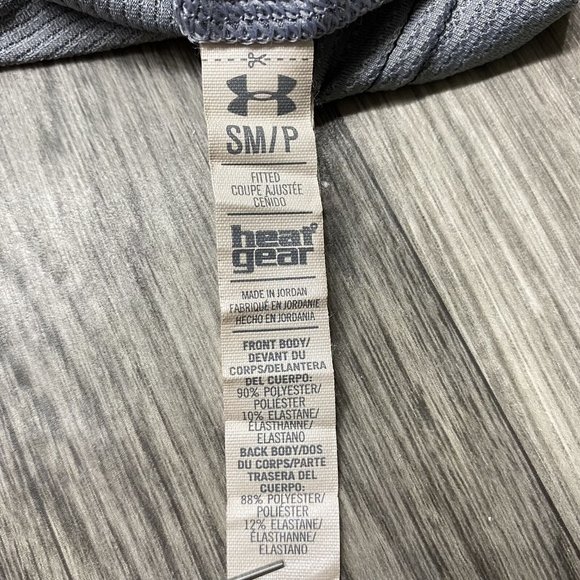 SM/P
FITTED
COUPE AJUSTÉE
CEÑIDO
heat
gear
MADE IN JORDAN
FABRIQUÉ EN JORDANIE
HECHO EN JORDANIA
FRONT BODY/
DEVANT DU
CORPS/DELANTERA
DEL CUERPO:
90% POLYESTER/
POLIÉSTER
10% ELASTANE/
ÉLASTHANNE/
ELASTANO
BACK BODY/DOS
DU CORPS/PARTE
TRASERA DEL
CUERPO:
88% POLYESTER/
POLIÉSTER
12% ELASTANE/
ÉLASTHANNE/
ELASTANO